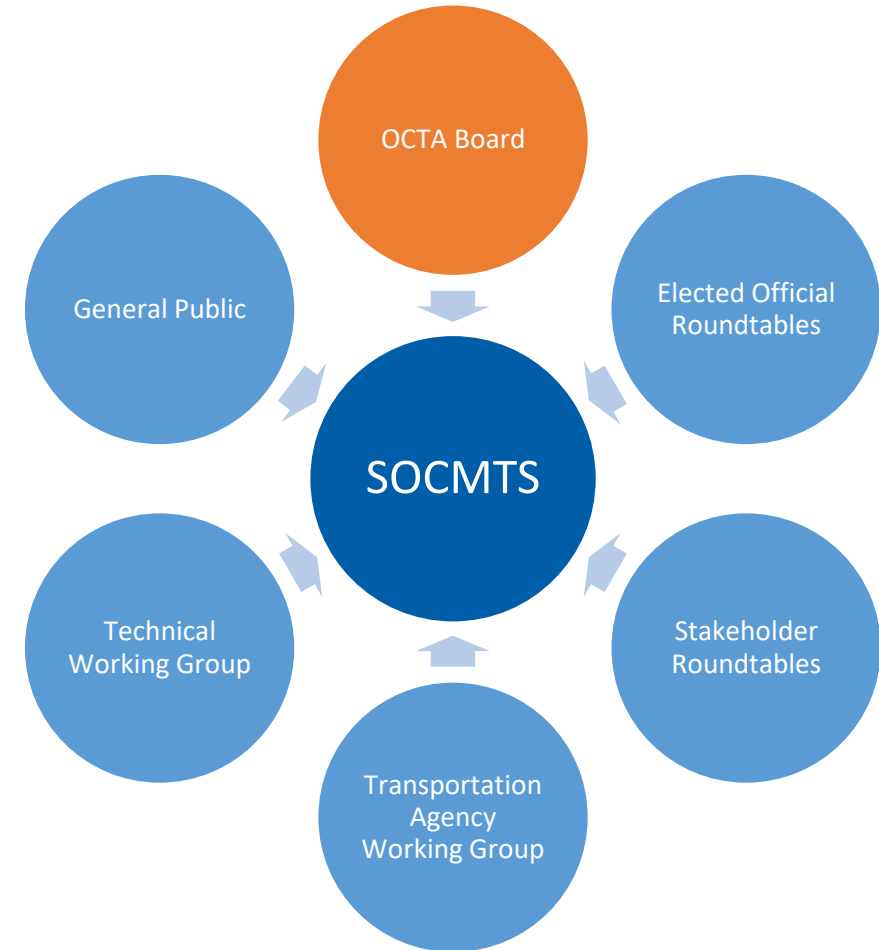 OCTA Board
General Public
Elected Official
Roundtables
SOCMTS
Technical
Working Group
Stakeholder
Roundtables
Transportation
Agency
Working Group